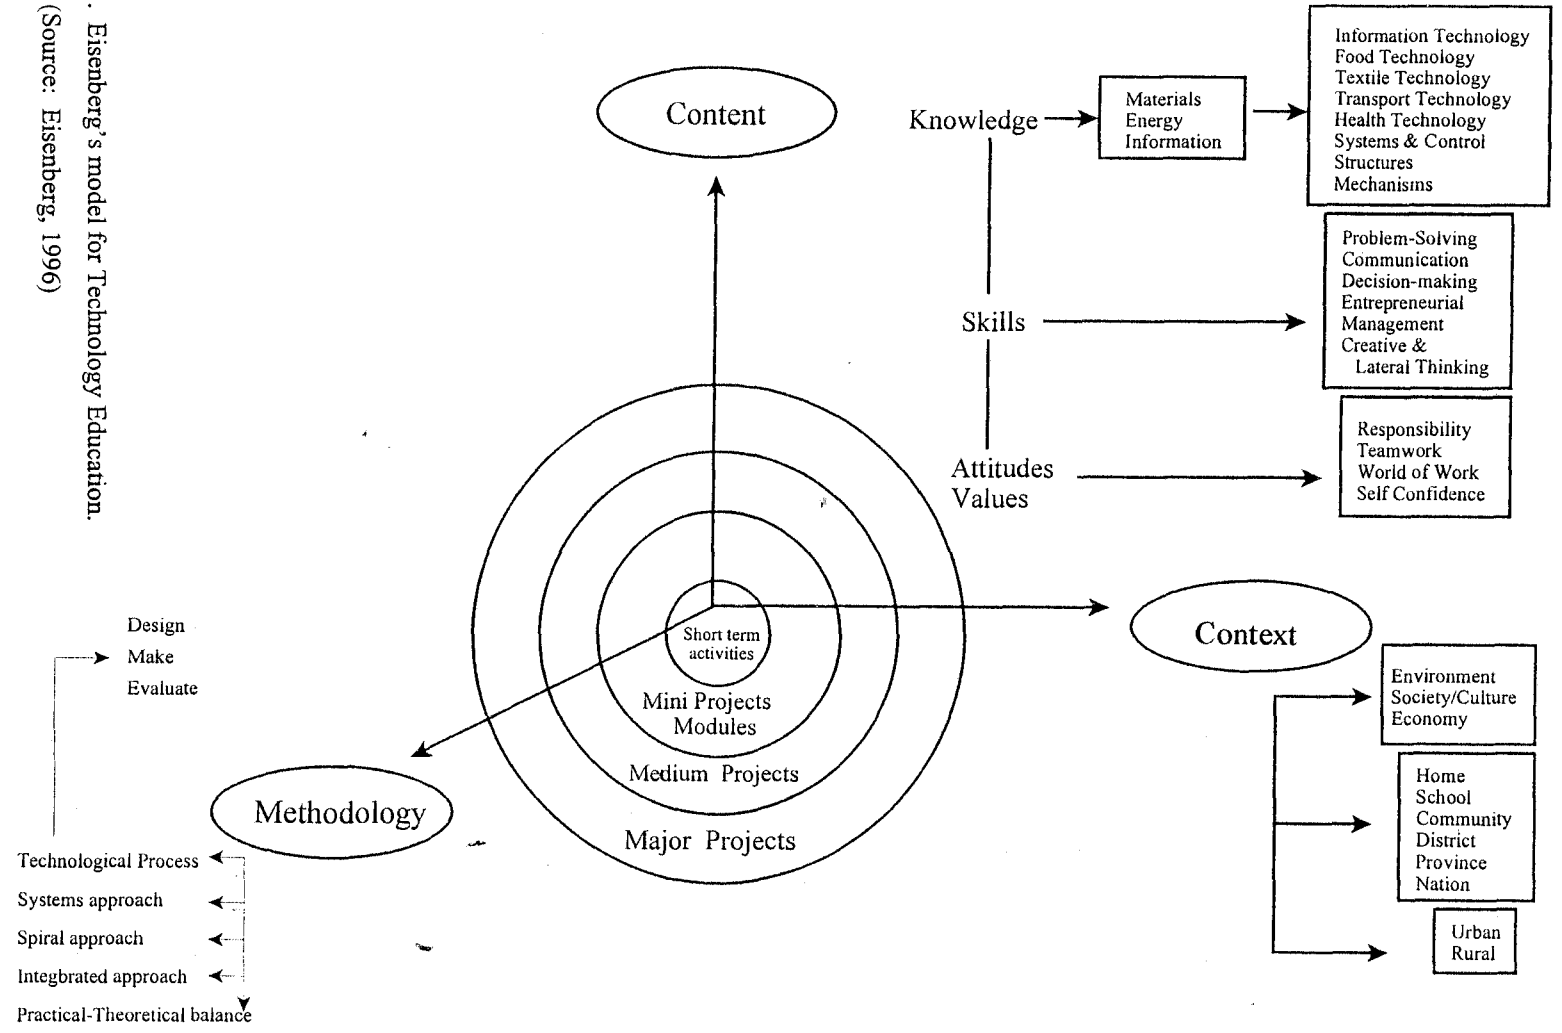 . Eisenberg's model for Technology Education.
(Source: Eisenberg, 1996)
Content
Knowledge
Materials
Energy
Information
Information Technology
Food Technology
Textile Technology
Transport Technology
Health Technology
Systems & Control
Structures
Mechanisms
Skills
Problem-Solving
Communication
Decision-making
Entrepreneurial
Management
Creative &
Lateral Thinking
Attitudes
Values
Responsibility
Teamwork
World of Work
Self Confidence
Context
Environment
Society/Culture
Economy
Home
School
Community
District
Province
Nation
Urban
Rural
Short term
activities
Mini Projects
Modules
Medium Projects
Major Projects
Design
Make
Evaluate
Methodology
Technological Process
Systems approach
Spiral approach
Integbrated approach
Practical-Theoretical balance